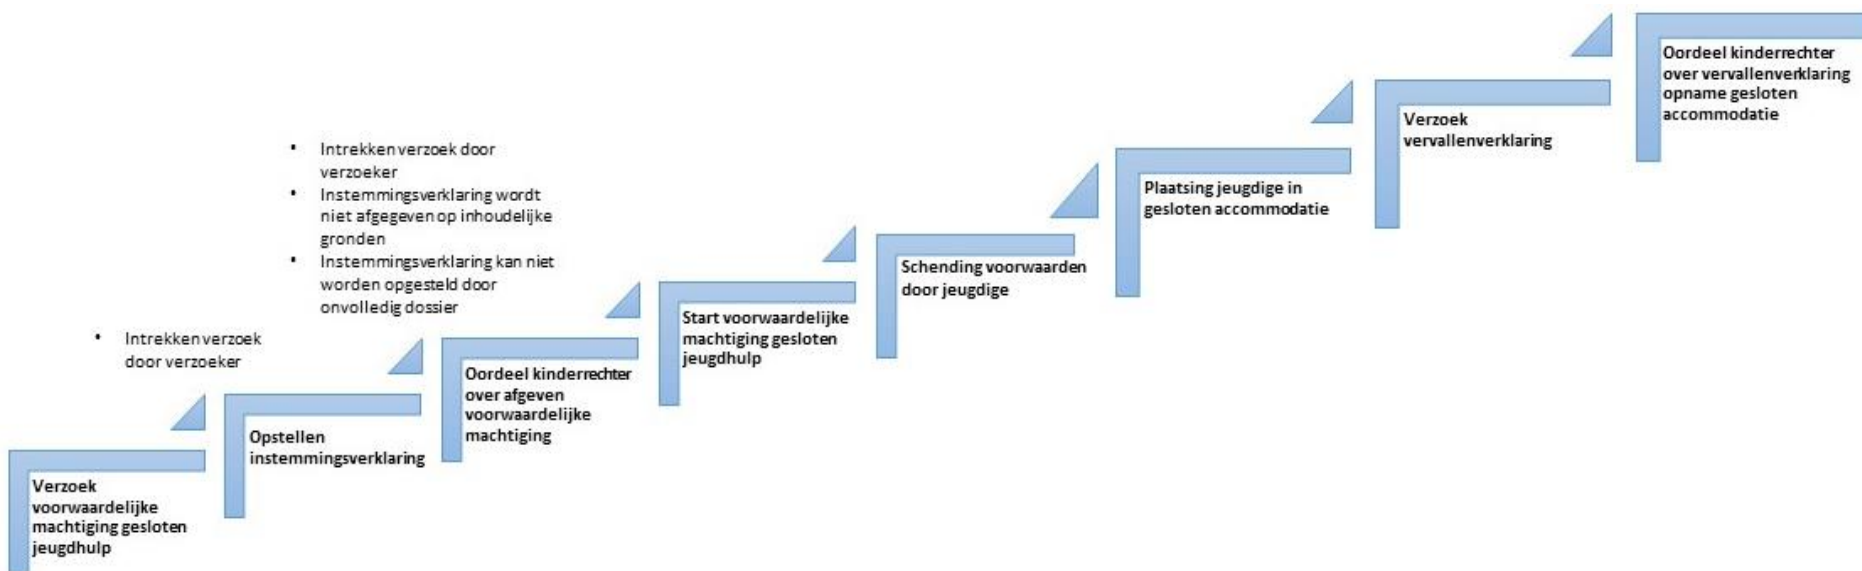 Verzoek
voorwaardelijke
machtiging gesloten
jeugdhulp
• Intrekken verzoek
door verzoeker
Opstellen
instemmingsverklaring
• Intrekken verzoek door
verzoeker
• Instemmingsverklaring wordt
niet afgegeven op inhoudelijke
gronden
• Instemmingsverklaring kan niet
worden opgesteld door
onvolledig dossier
Oordeel kinderrechter
over afgeven
voorwaardelijke
machtiging
Start voorwaardelijke
machtiging gesloten
jeugdhulp
Schending voorwaarden
door jeugdige
Plaatsing jeugdige in
gesloten accommodatie
Verzoek
vervallenverklaring
Oordeel kinderrechter
over vervallenverklaring
opname gesloten
accommodatie